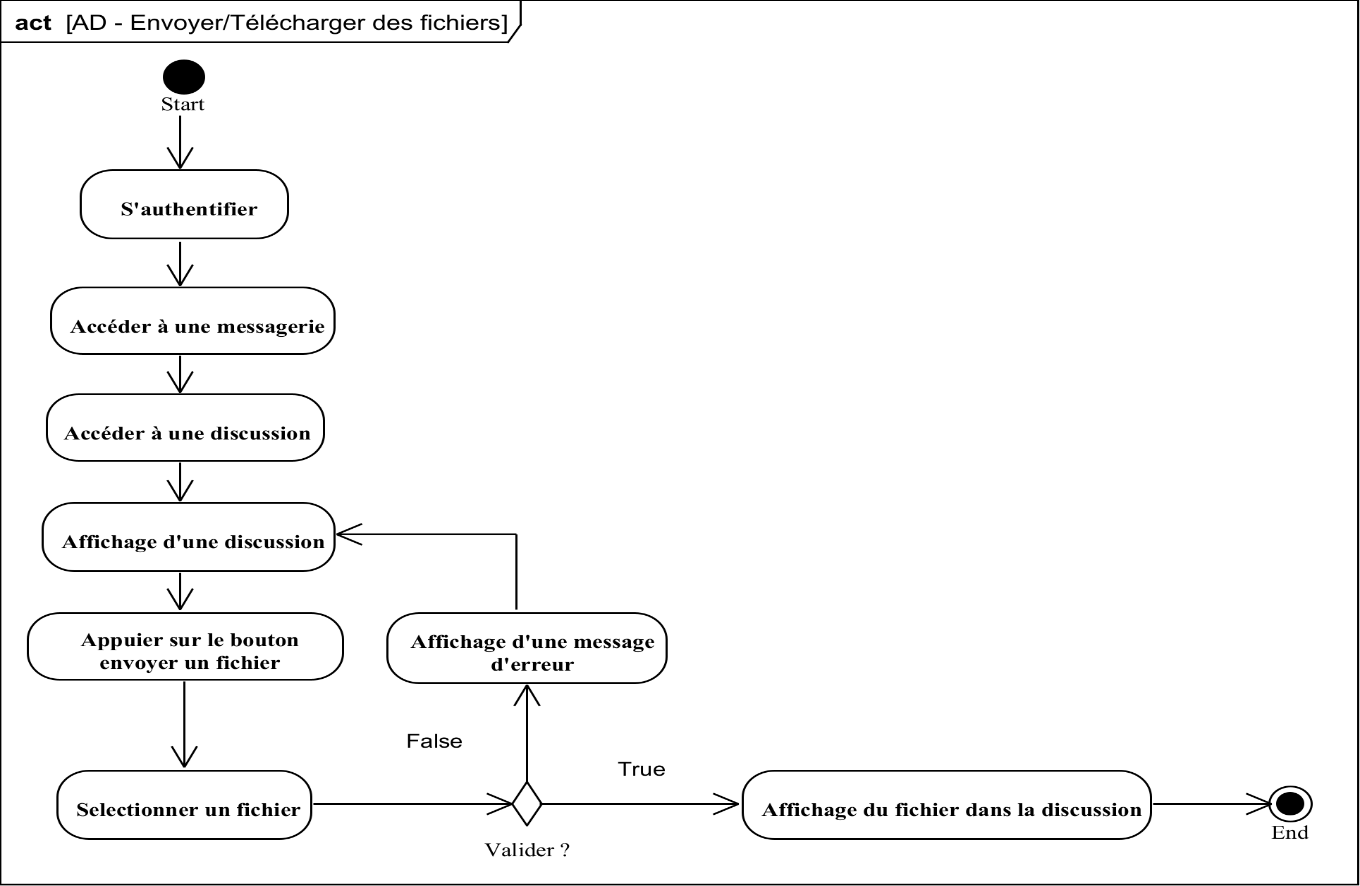 act [AD - Envoyer/Télécharger des fichiers]
Start
S'authentifier
Accéder à une messagerie
Accéder à une discussion
Affichage d'une discussion
Appuier sur le bouton
envoyer un fichier
Affichage d'une message
d'erreur
False
True
Selectionner un fichier
Valider ?
Affichage du fichier dans la discussion
End